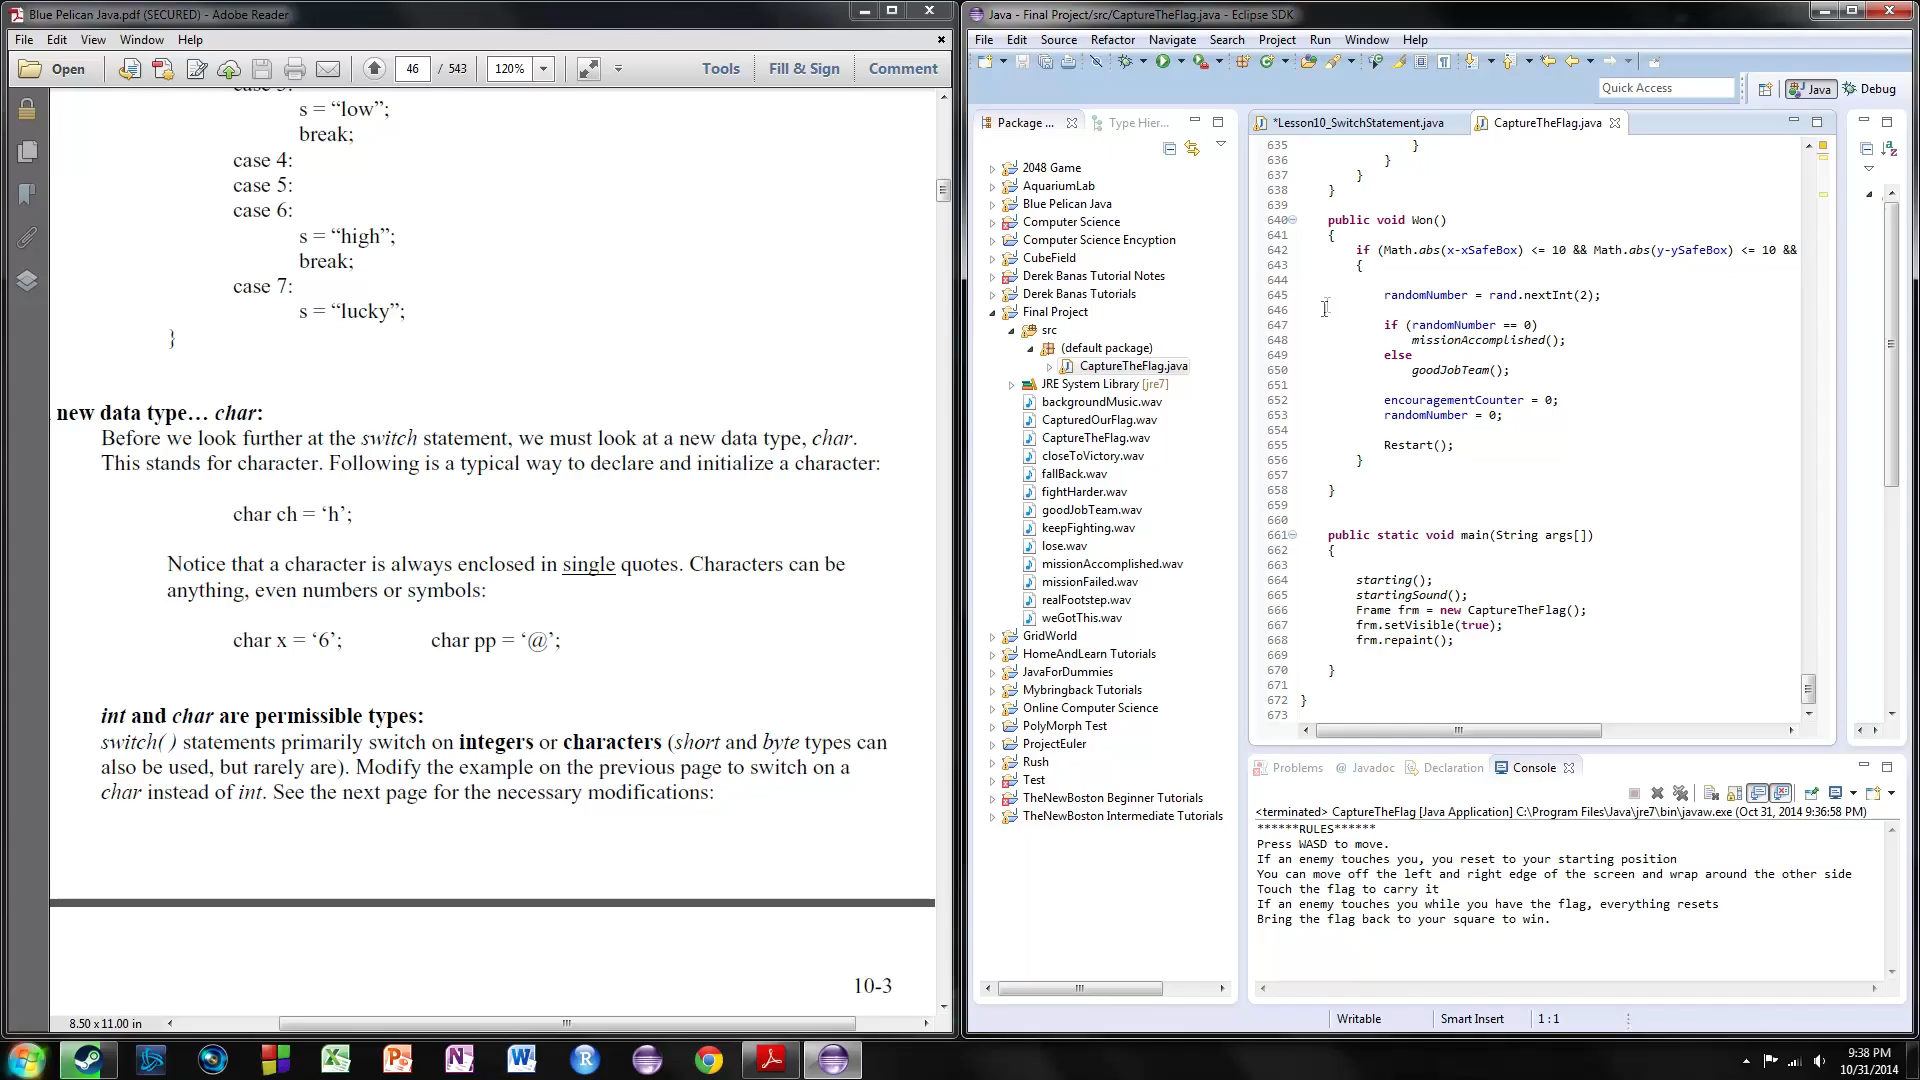 Blue Pelican Java.pdf (SECURED) - Adobe Reader
File Edit View Window Help
Open 46 / 543 120% Tools Fill & Sign Comment
s = “low”;
break;
case 4:
case 5:
case 6:
s = “high”;
break;
case 7:
s = “lucky”;
}
new data type… char:
Before we look further at the switch statement, we must look at a new data type, char.
This stands for character. Following is a typical way to declare and initialize a character:
char ch = ‘h’;
Notice that a character is always enclosed in single quotes. Characters can be
anything, even numbers or symbols:
char x = ‘6’; char pp = ‘@’;
int and char are permissible types:
switch( ) statements primarily switch on integers or characters (short and byte types can
also be used, but rarely are). Modify the example on the previous page to switch on a
char instead of int. See the next page for the necessary modifications:
10-3
8.50 x 11.00 in
Java - Final Project/src/CaptureTheFlag.java - Eclipse SDK
File Edit Source Refactor Navigate Search Project Run Window Help
Quick Access Java Debug
Package ... Type Hier...
2048 Game
AquariumLab
Blue Pelican Java
Computer Science
Computer Science Encyption
CubeField
Derek Banas Tutorial Notes
Derek Banas Tutorials
Final Project
src
(default package)
CaptureTheFlag.java
JRE System Library [jre7]
backgroundMusic.wav
CapturedOurFlag.wav
CaptureTheFlag.wav
closeToVictory.wav
fallBack.wav
fightHarder.wav
goodJobTeam.wav
keepFighting.wav
lose.wav
missionAccomplished.wav
missionFailed.wav
realFootstep.wav
weGotThis.wav
GridWorld
HomeAndLearn Tutorials
JavaForDummies
Mybringback Tutorials
Online Computer Science
PolyMorph Test
ProjectEuler
Rush
Test
TheNewBoston Beginner Tutorials
TheNewBoston Intermediate Tutorials
*Lesson10_SwitchStatement.java CaptureTheFlag.java
635 }
636 }
637 }
638 }
639
640 public void Won()
641 {
642 if (Math.abs(x-xSafeBox) <= 10 && Math.abs(y-ySafeBox) <= 10 &&
643 {
644
645 randomNumber = rand.nextInt(2);
646
647 if (randomNumber == 0)
648 missionAccomplished();
649 else
650 goodJobTeam();
651
652 encouragementCounter = 0;
653 randomNumber = 0;
654
655 Restart();
656 }
657
658 }
659
660
661 public static void main(String args[])
662 {
663
664 starting();
665 startingSound();
666 Frame frm = new CaptureTheFlag();
667 frm.setVisible(true);
668 frm.repaint();
669
670 }
671
672 }
673
Problems @ Javadoc Declaration Console
<terminated> CaptureTheFlag [Java Application] C:\Program Files\Java\jre7\bin\javaw.exe (Oct 31, 2014 9:36:58 PM)
******RULES******
Press WASD to move.
If an enemy touches you, you reset to your starting position
You can move off the left and right edge of the screen and wrap around the other side
Touch the flag to carry it
If an enemy touches you while you have the flag, everything resets
Bring the flag back to your square to win.
Writable Smart Insert 1 : 1
9:38 PM
10/31/2014